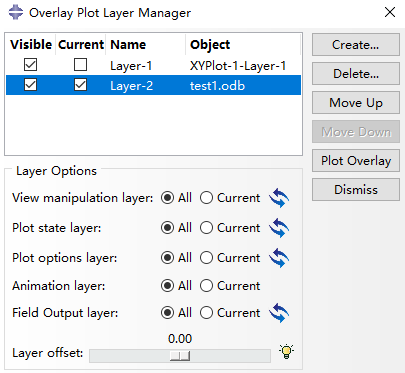 Overlay Plot Layer Manager
Visible Current Name Object
Layer-1 XYPlot-1-Layer-1
Layer-2 test1.odb
Create...
Delete...
Move Up
Move Down
Plot Overlay
Dismiss
Layer Options
View manipulation layer: All Current
Plot state layer: All Current
Plot options layer: All Current
Animation layer: All Current
Field Output layer: All Current
0.00
Layer offset: